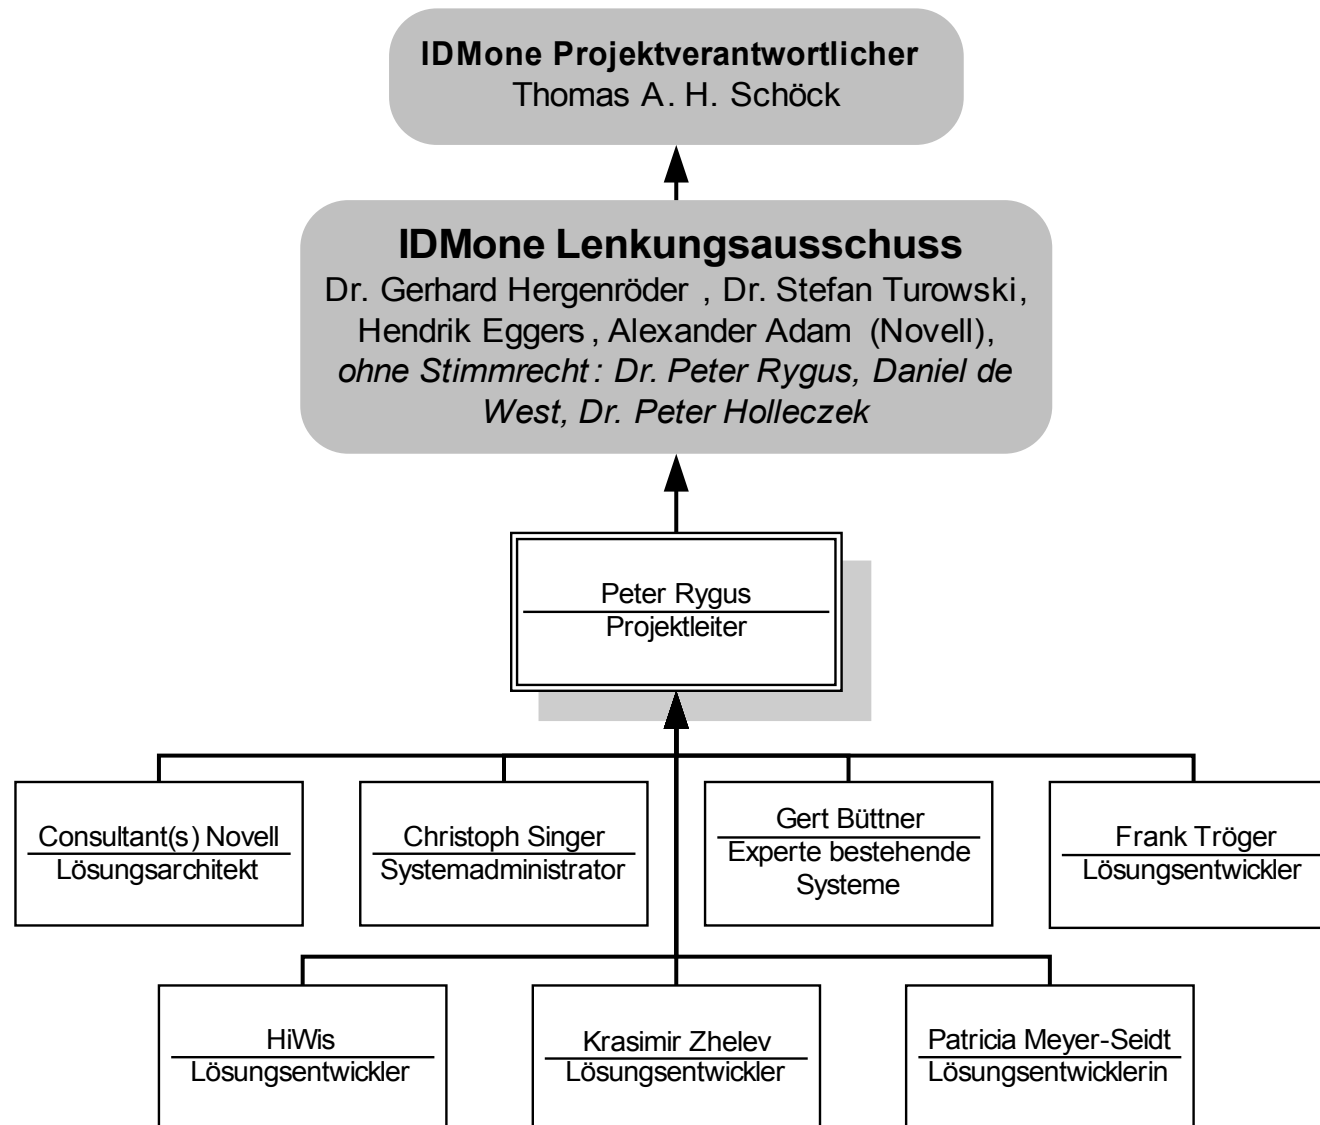 IDMone Projektverantwortlicher
Thomas A. H. Schöck
IDMone Lenkungsausschuss
Dr. Gerhard Hergenröder , Dr. Stefan Turowski,
Hendrik Eggers , Alexander Adam (Novell),
ohne Stimmrecht : Dr. Peter Rygus, Daniel de
West, Dr. Peter Holleczek
Peter Rygus
Projektleiter
Consultant(s) Novell
Lösungsarchitekt
Christoph Singer
Systemadministrator
Gert Büttner
Experte bestehende
Systeme
Frank Tröger
Lösungsentwickler
HiWis
Lösungsentwickler
Krasimir Zhelev
Lösungsentwickler
Patricia Meyer-Seidt
Lösungsentwicklerin